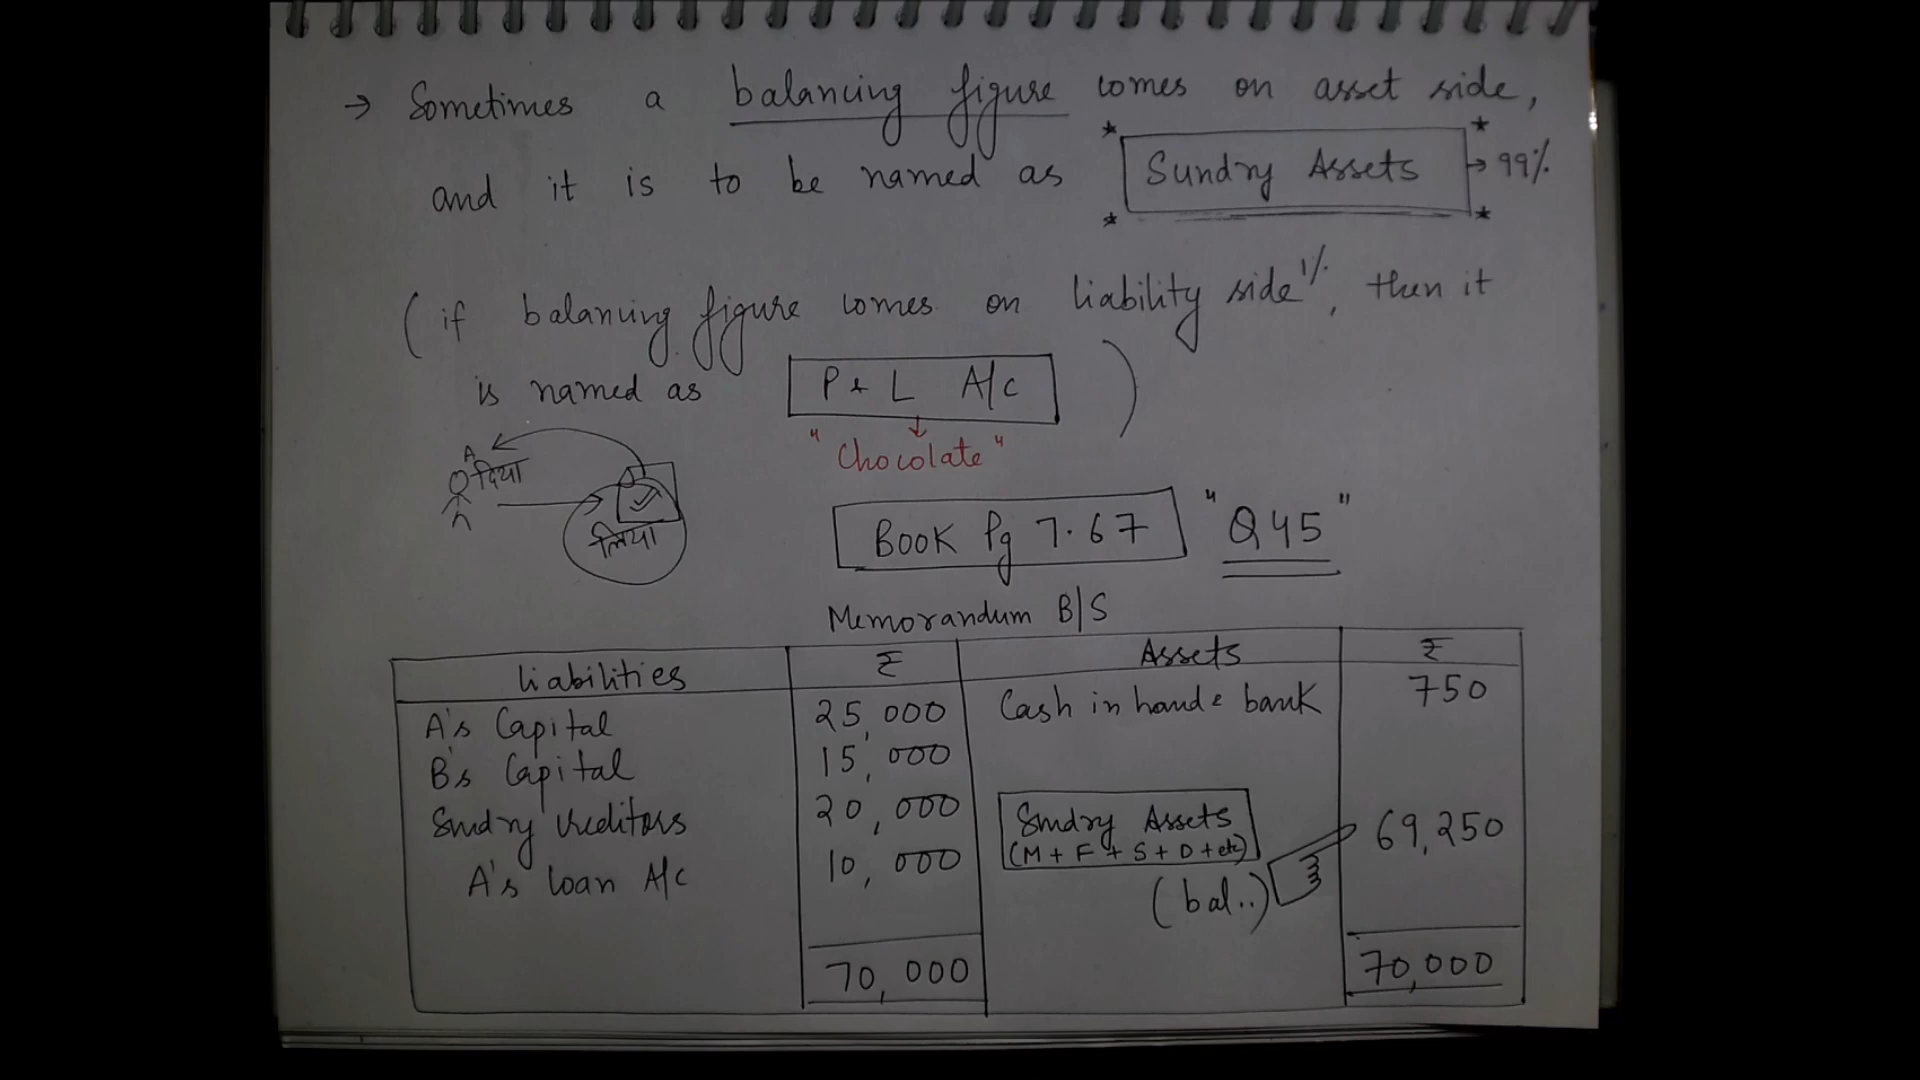 → Sometimes a balancing figure comes on asset side,
and it is to be named as Sundry Assets → 99%
(if balancing figure comes on liability side 1%, then it
is named as P & L A/c)
"Chocolate"
A
दिया
लिया
BOOK Pg 7.67 "Q45"
Memorandum B/S
Liabilities ₹ Assets ₹
A's Capital 25,000 Cash in hand & bank 750
B's Capital 15,000
Sundry Creditors 20,000 Sundry Assets 69,250
(M + F + S + D + etc)
A's loan A/c 10,000
(bal..)
70,000 70,000